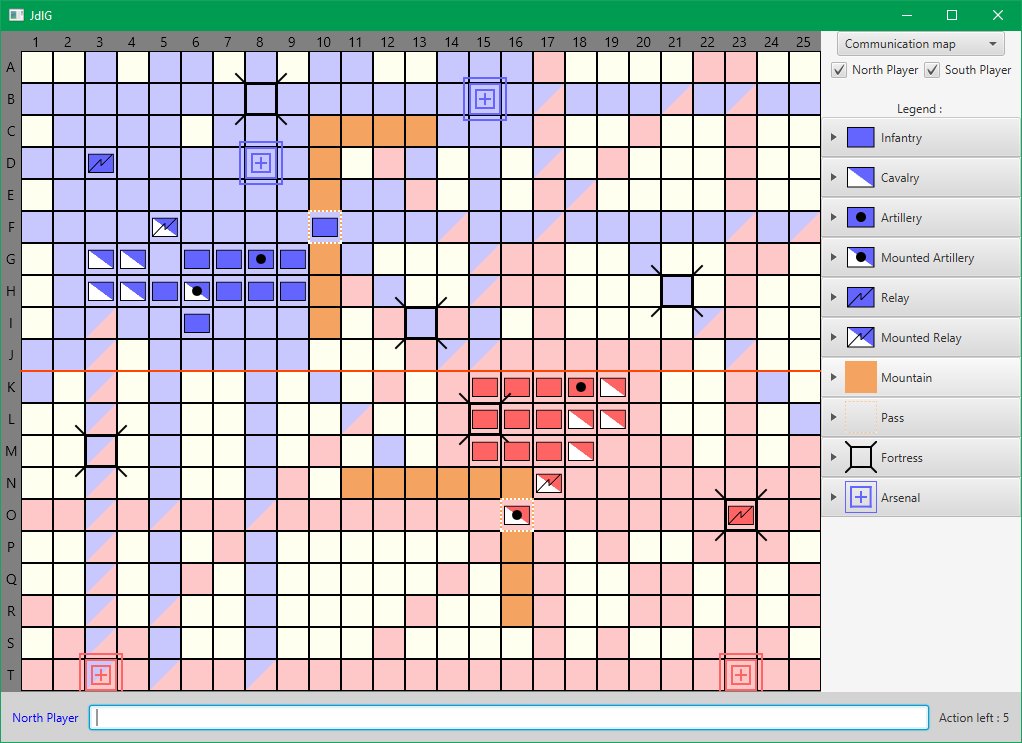 JdlG
1 2 3 4 5 6 7 8 9 10 11 12 13 14 15 16 17 18 19 20 21 22 23 24 25
Communication map
North Player South Player
Legend :
A
B
C
D
E
F
G
H
I
J
K
L
M
N
O
P
Q
R
S
T
Infantry
Cavalry
Artillery
Mounted Artillery
Relay
Mounted Relay
Mountain
Pass
Fortress
Arsenal
North Player
Action left : 5